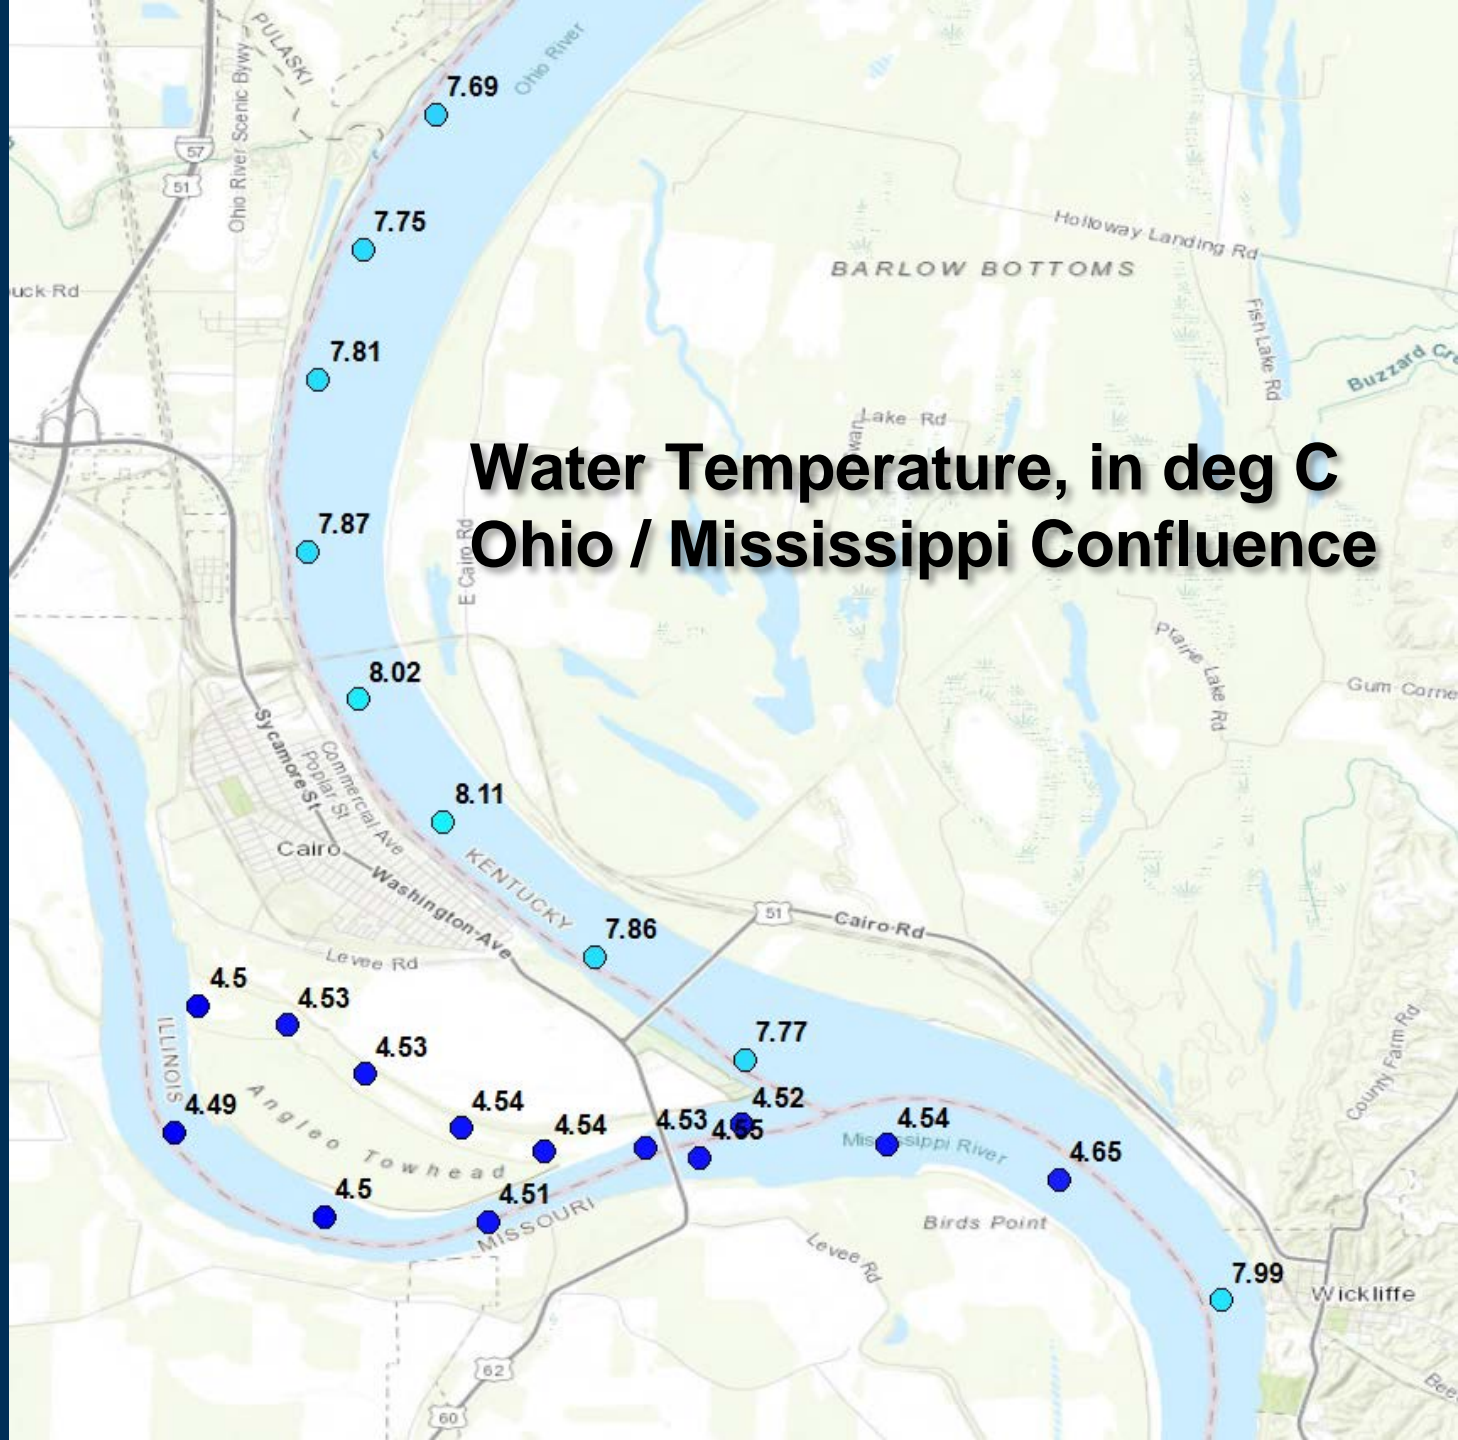 PULASKI
Ohio River
7.69
Ohio River Scenic Bywy
57
51
7.75
Holloway Landing Rd
BARLOW BOTTOMS
uck Rd
Fish Lake Rd
7.81
Buzzard Cre
Lake Rd
wan
Water Temperature, in deg C
Ohio / Mississippi Confluence
7.87
E Cairo Rd
Prairie Lake Rd
8.02
Gum Corne
Sycamore St
Commercial Ave
Poplar St
8.11
Cairo
KENTUCKY
Washington Ave
51
Cairo Rd
7.86
Levee Rd
4.5
4.53
ILLINOIS
4.53
7.77
County Farm Rd
4.49
Angleo Towhead
4.54
4.54
4.53
4.52
4.55
4.54
Mississippi River
4.65
4.5
4.51
MISSOURI
Birds Point
Levee Rd
7.99
Wickliffe
62
Bee
60